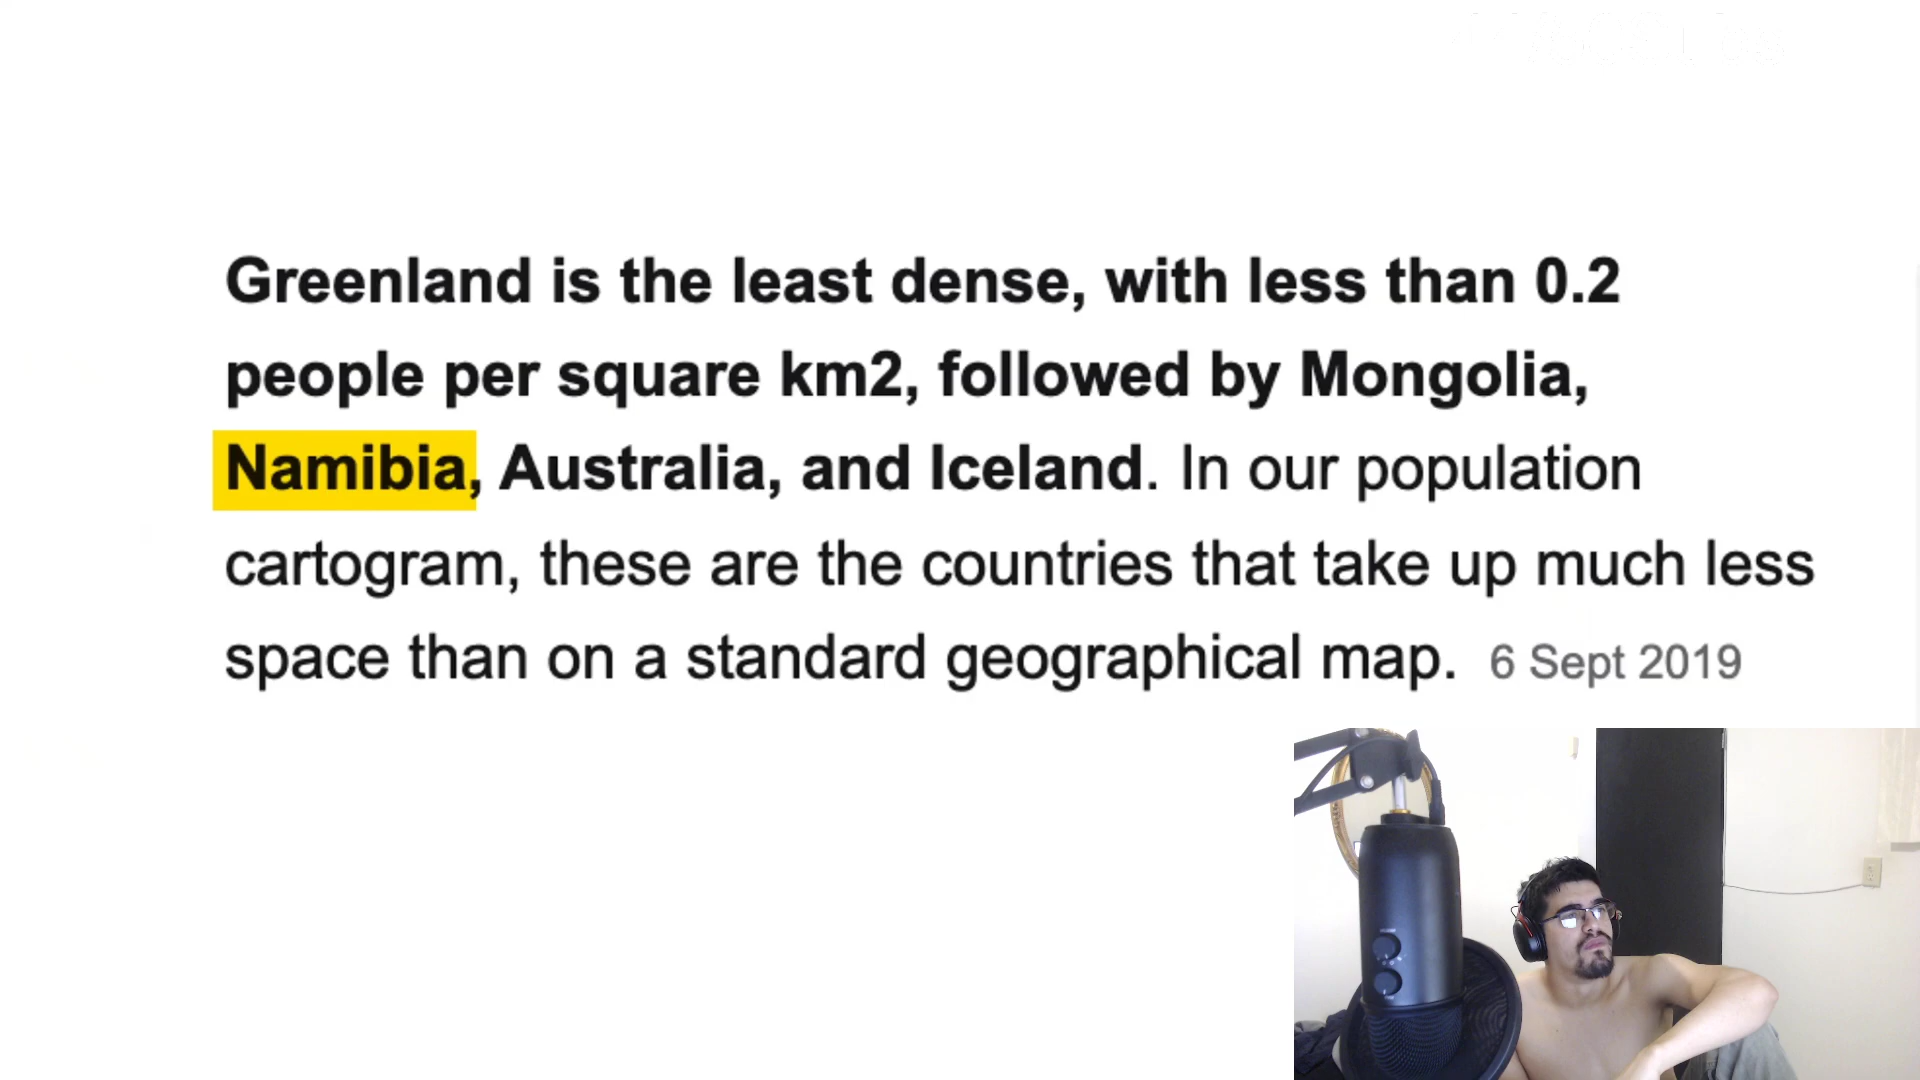 Greenland is the least dense, with less than 0.2
people per square km2, followed by Mongolia,
Namibia, Australia, and Iceland. In our population
cartogram, these are the countries that take up much less
space than on a standard geographical map. 6 Sept 2019